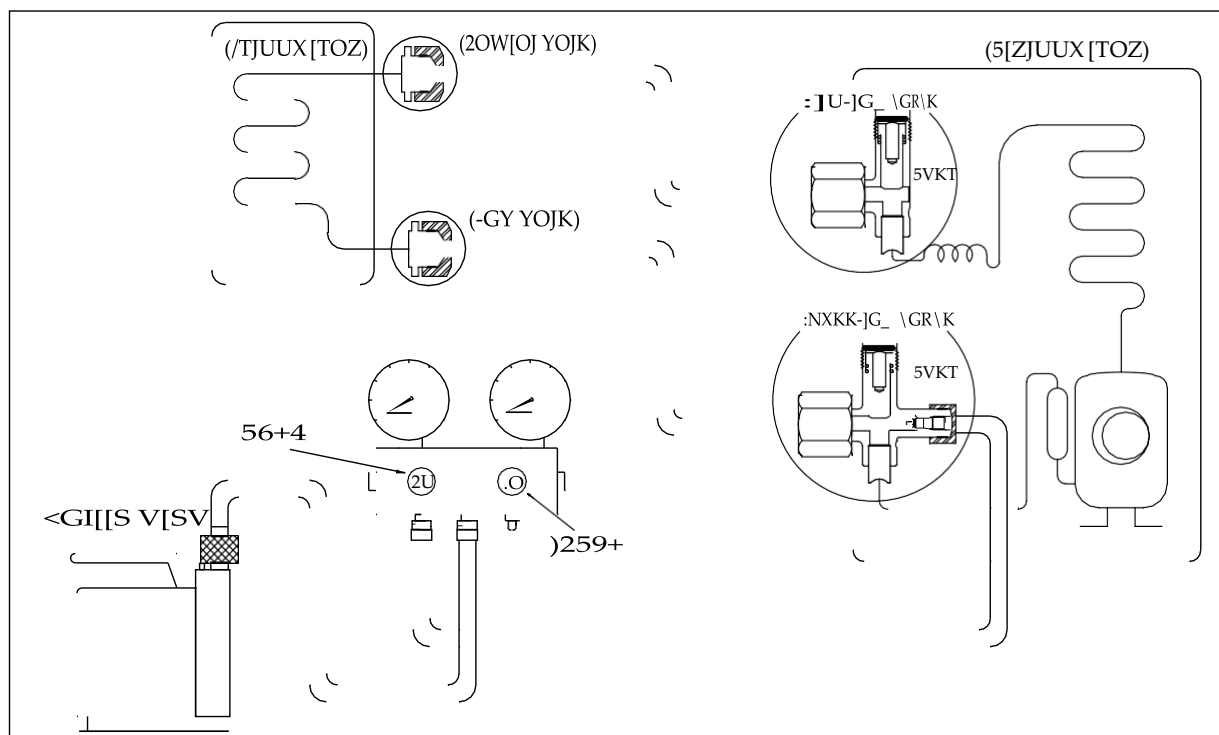 (/TJUUX [TOZ)
(2OW[OJ YOJK)
(5[ZJUUX [TOZ)
:]U-]G_ \GR\K
5VKT
(-GY YOJK)
:NXKK-]G_ \GR\K
5VKT
56+4
2U
.O
<GI[[S V[SV
)259+